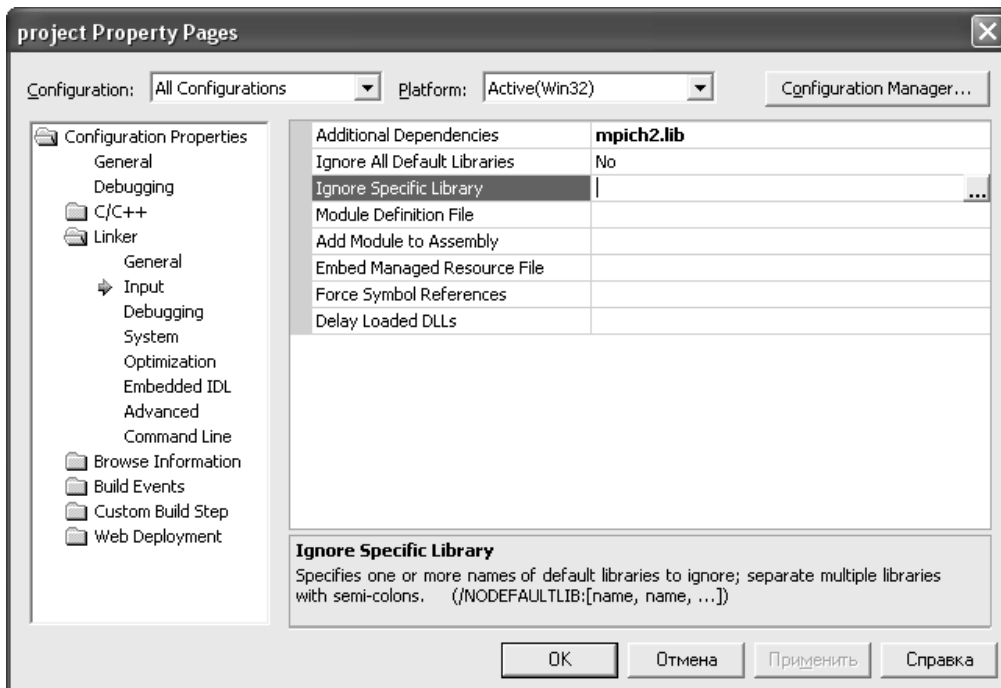 project Property Pages
Configuration: All Configurations Platform: Active(Win32) Configuration Manager...
Configuration Properties
General
Debugging
C/C++
Linker
General
Input
Debugging
System
Optimization
Embedded IDL
Advanced
Command Line
Browse Information
Build Events
Custom Build Step
Web Deployment
Additional Dependencies mpich2.lib
Ignore All Default Libraries No
Ignore Specific Library ...
Module Definition File
Add Module to Assembly
Embed Managed Resource File
Force Symbol References
Delay Loaded DLLs
Ignore Specific Library
Specifies one or more names of default libraries to ignore; separate multiple libraries
with semi-colons. (/NODEFAULTLIB:[name, name, ...])
OK Отмена Применить Справка